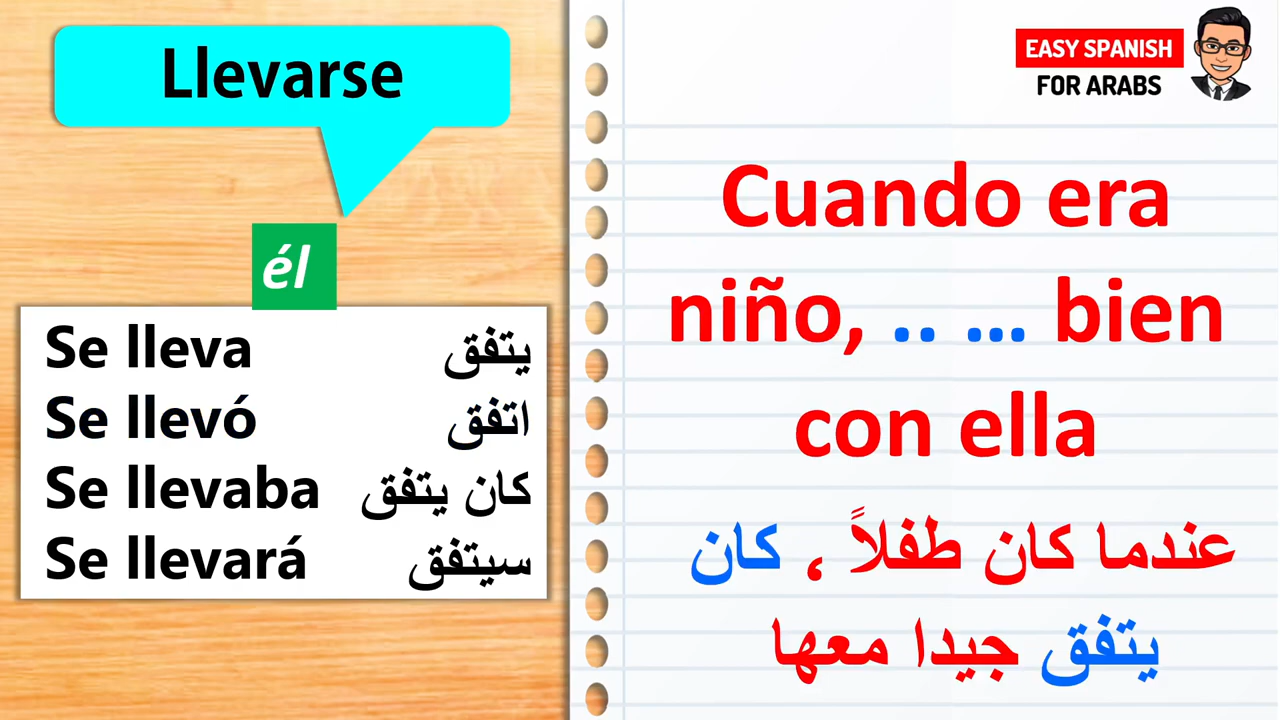 Llevarse
él
Se lleva يتفق
Se llevó اتفق
Se llevaba كان يتفق
Se llevará سيتفق
EASY SPANISH
FOR ARABS
Cuando era
niño, .. ... bien
con ella
عندما كان طفلاً ، كان
يتفق جيدا معها